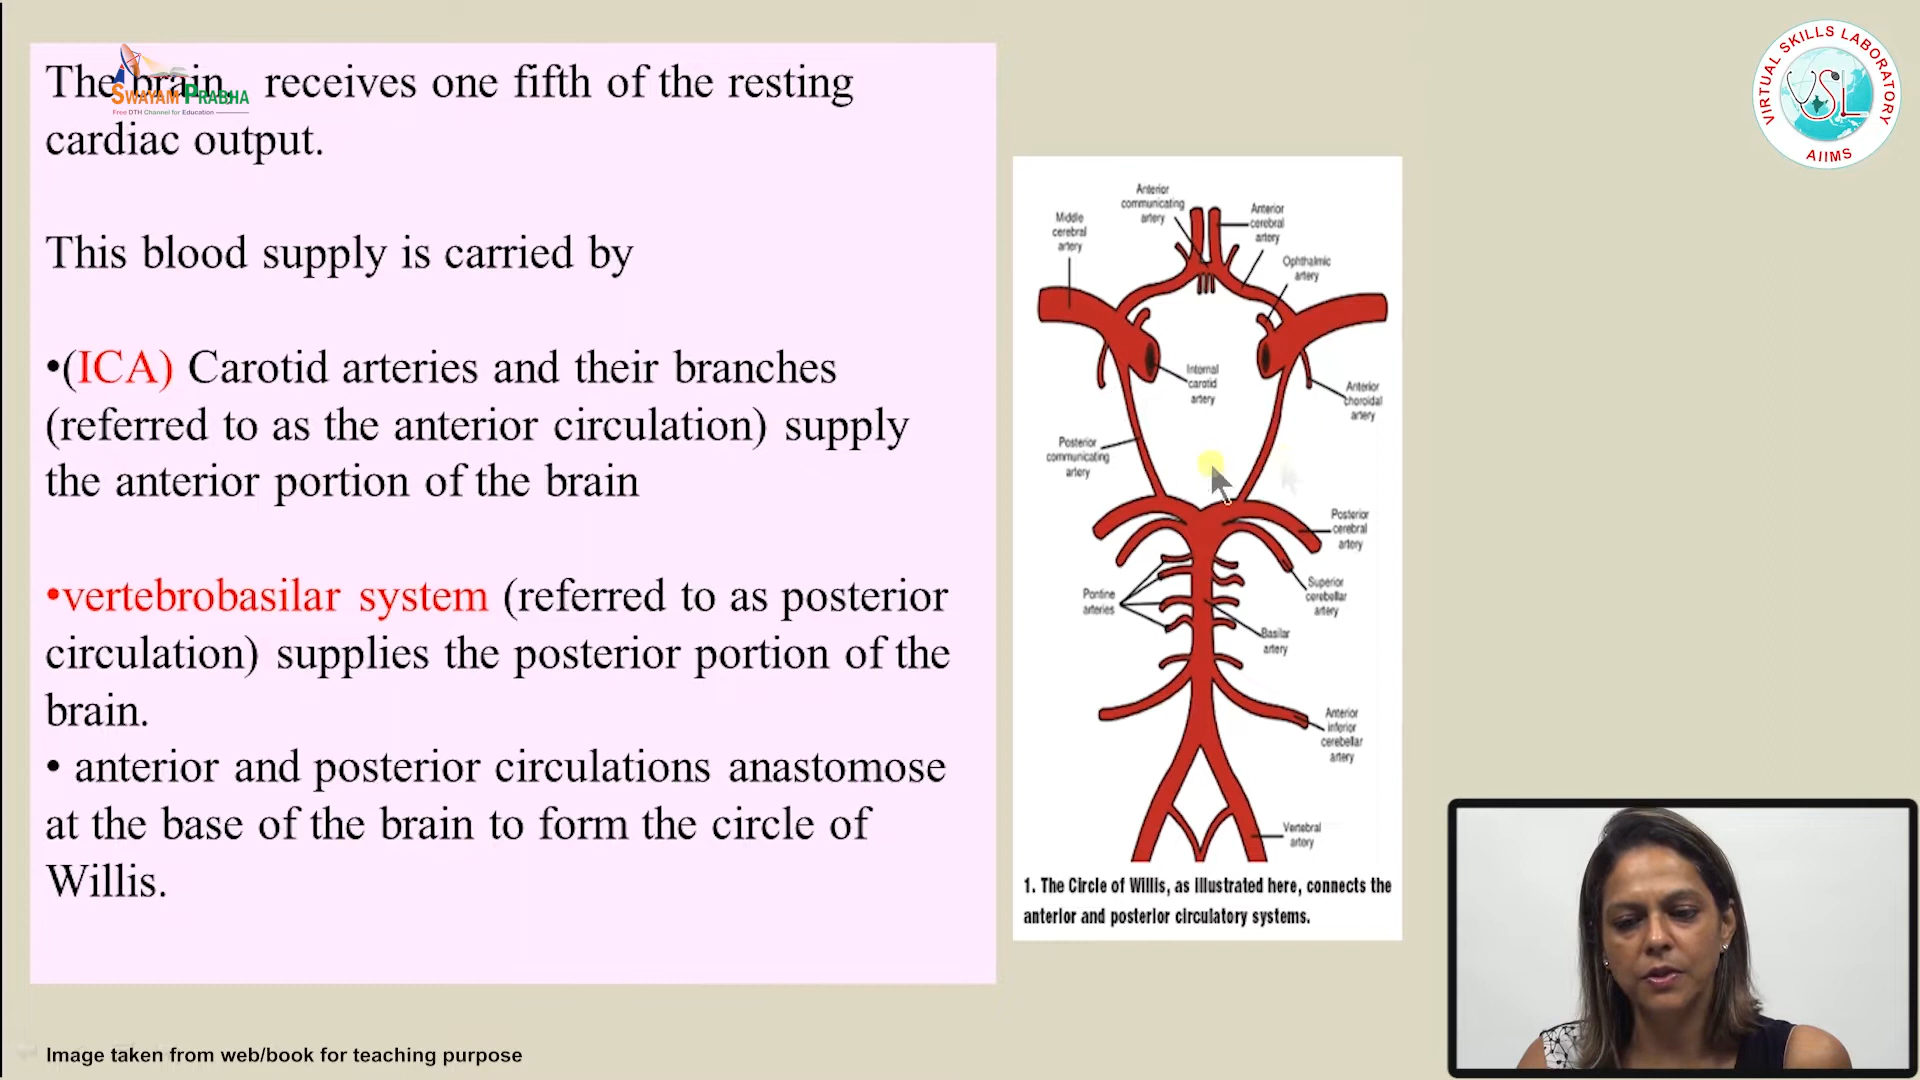 The brain, receives one fifth of the resting
cardiac output.
This blood supply is carried by
•(ICA) Carotid arteries and their branches
(referred to as the anterior circulation) supply
the anterior portion of the brain
•vertebrobasilar system (referred to as posterior
circulation) supplies the posterior portion of the
brain.
• anterior and posterior circulations anastomose
at the base of the brain to form the circle of
Willis.
SWAYAM PRABHA
Free DTH Channel for Education
Anterior
communicating
artery
Middle
cerebral
artery
Anterior
cerebral
artery
Ophthalmic
artery
Internal
carotid
artery
Anterior
choroidal
artery
Posterior
communicating
artery
Posterior
cerebral
artery
Superior
cerebellar
artery
Pontine
arteries
Basilar
artery
Anterior
inferior
cerebellar
artery
Vertebral
artery
1. The Circle of Willis, as illustrated here, connects the
anterior and posterior circulatory systems.
VIRTUAL SKILLS LABORATORY
VSL
AIIMS
Image taken from web/book for teaching purpose